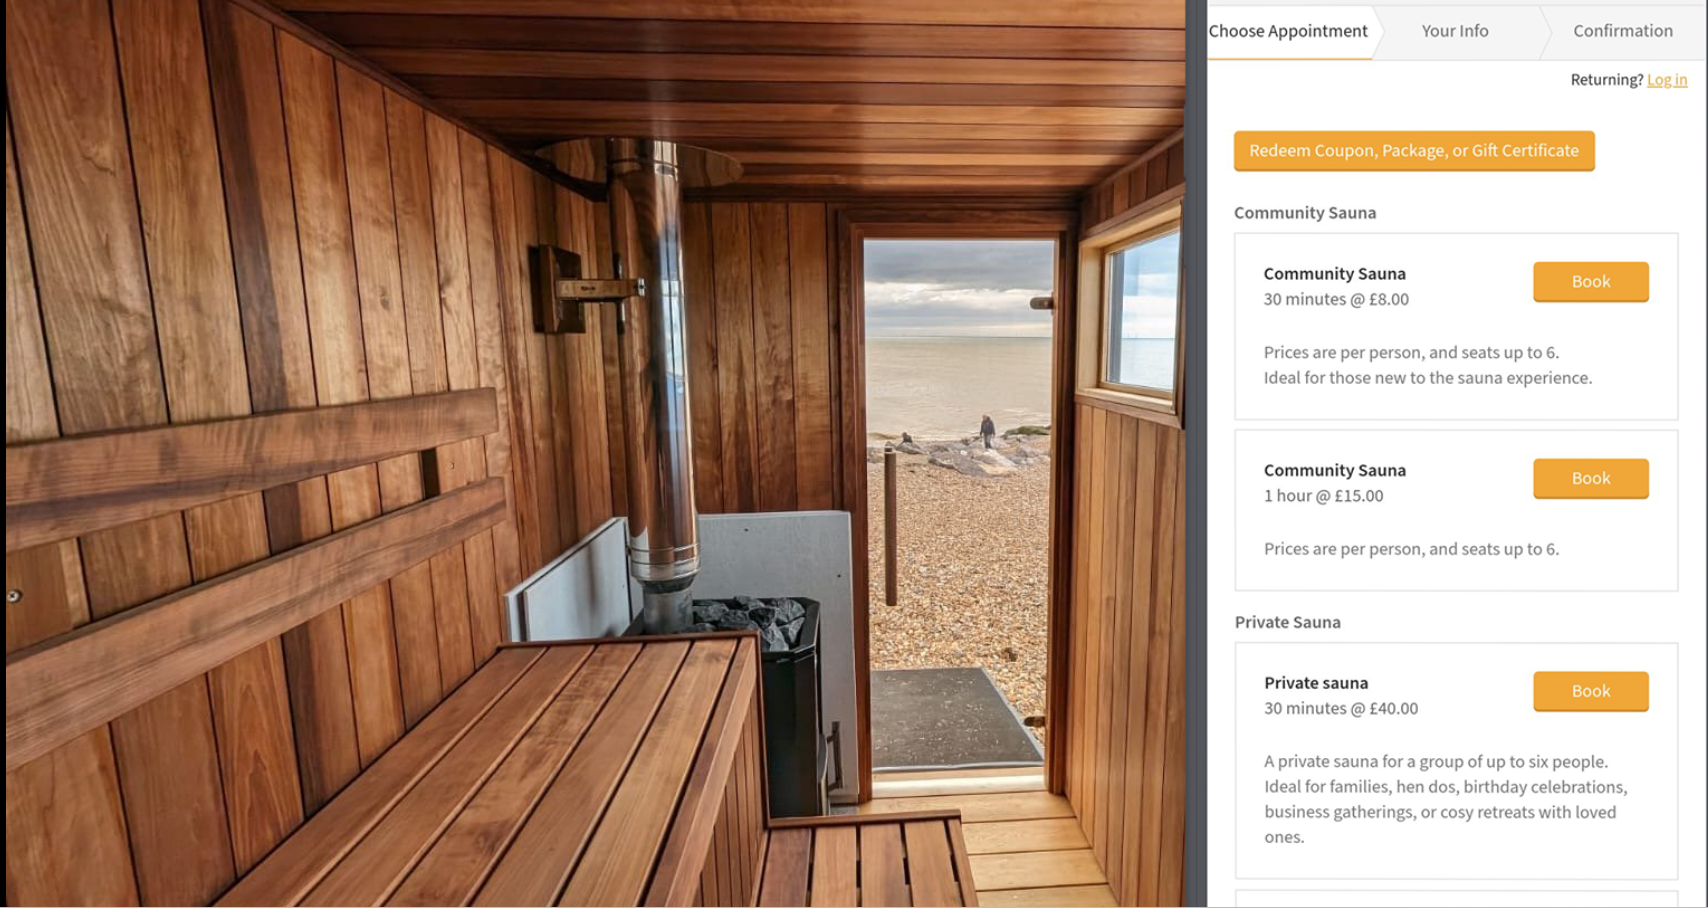 Choose Appointment
Your Info
Confirmation
Returning? Log in
Redeem Coupon, Package, or Gift Certificate
Community Sauna
Community Sauna
Book
30 minutes @ £8.00
Prices are per person, and seats up to 6.
Ideal for those new to the sauna experience.
Community Sauna
Book
1 hour @ £15.00
Prices are per person, and seats up to 6.
Private Sauna
Private sauna
Book
30 minutes @ £40.00
A private sauna for a group of up to six people.
Ideal for families, hen dos, birthday celebrations,
business gatherings, or cosy retreats with loved
ones.